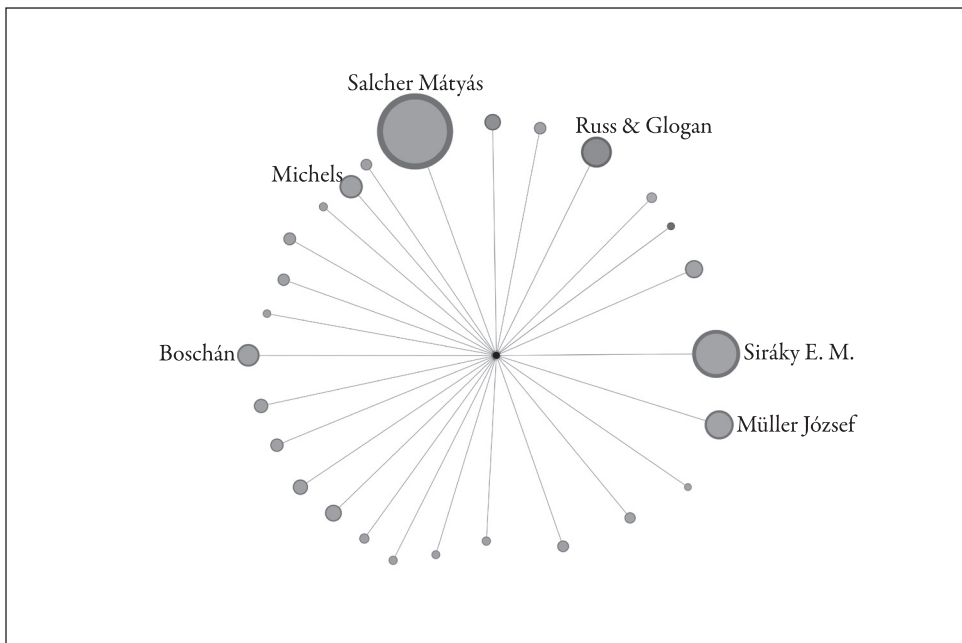 Salcher Mátyás
Russ & Glogan
Michels
Boschán
Siráky E. M.
Müller József